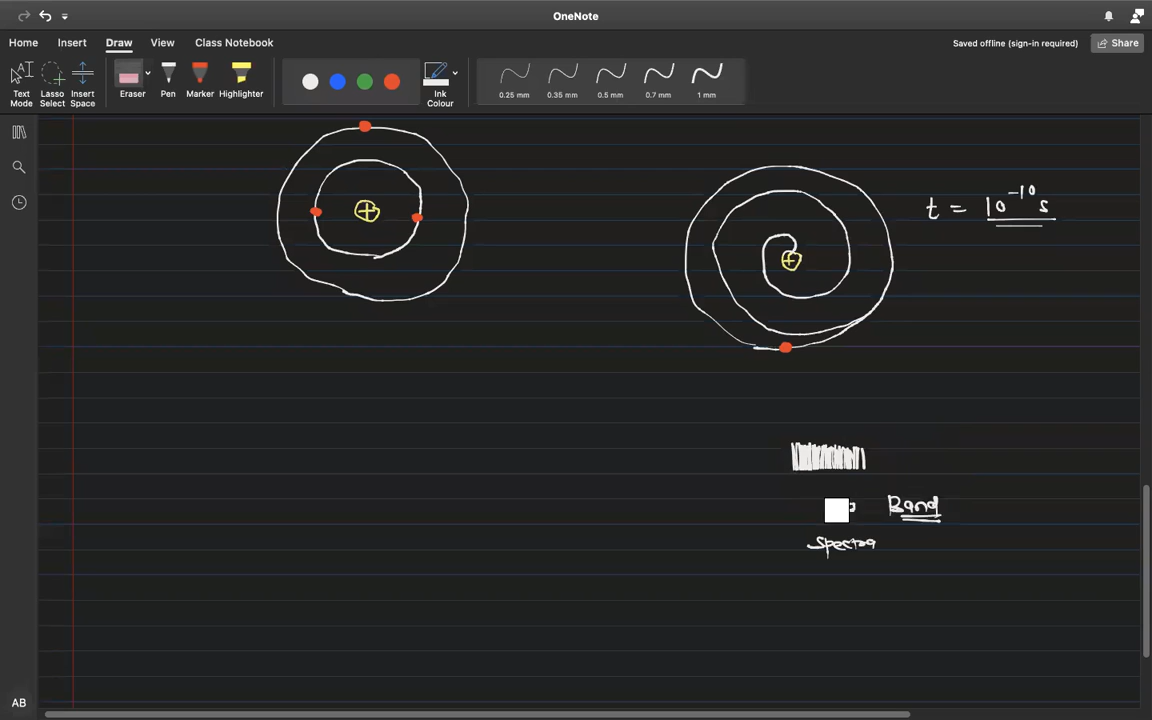 OneNote
Home Insert Draw View Class Notebook
Saved offline (sign-in required) Share
A
Text Mode
Lasso Select
Insert Space
Eraser
Pen
Marker
Highlighter
Ink Colour
0.25 mm
0.35 mm
0.5 mm
0.7 mm
1 mm
+
+
t = 10⁻¹⁰ s
Band
Spectra
AB